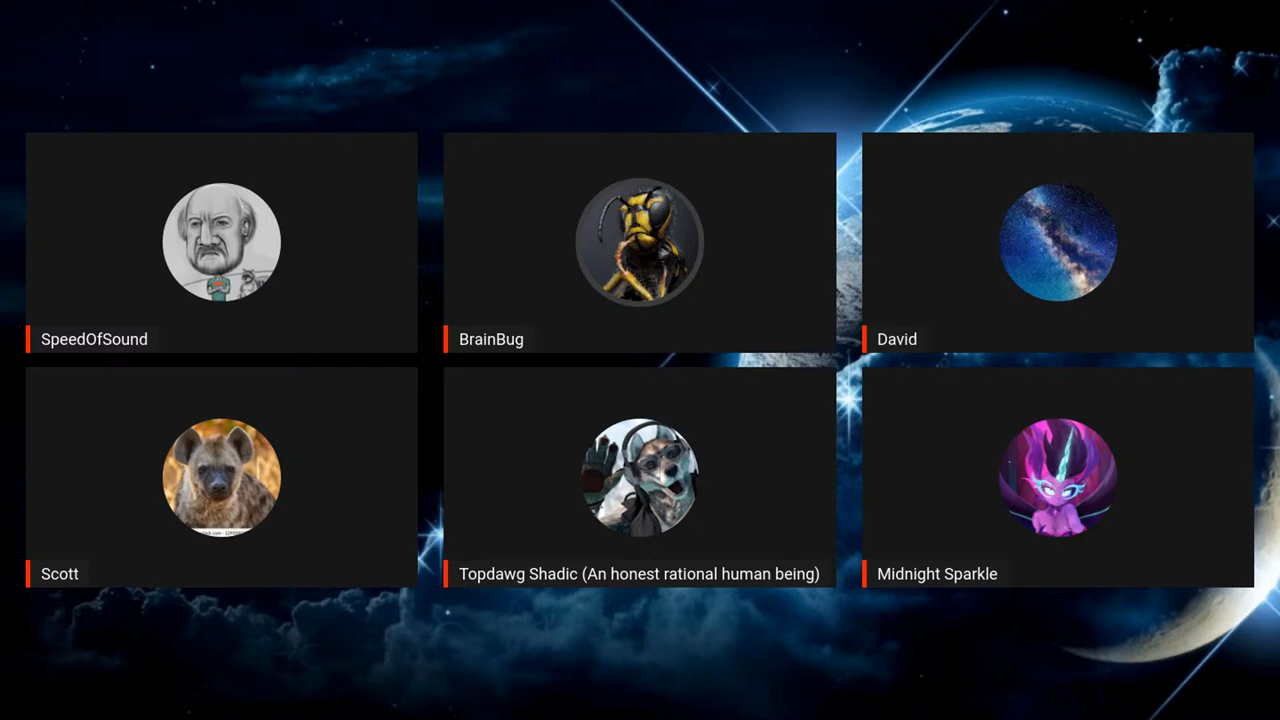 SpeedOfSound
BrainBug
David
Scott
Topdawg Shadic (An honest rational human being)
Midnight Sparkle